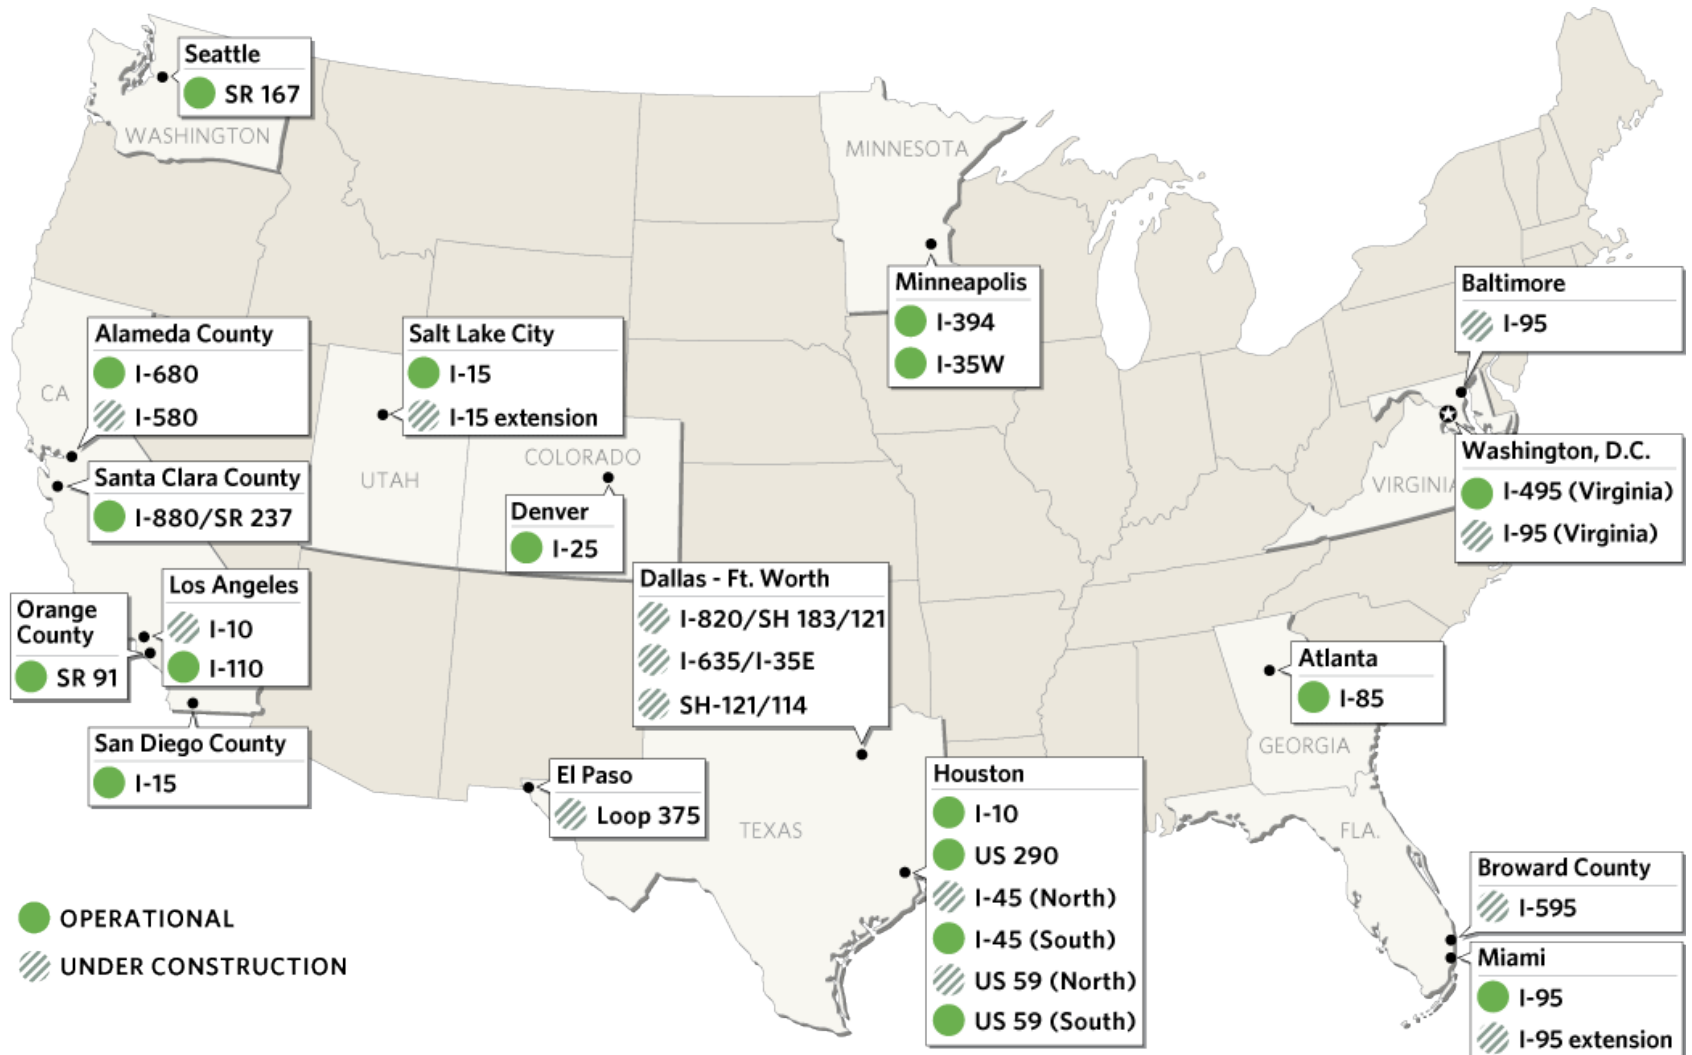 Seattle
SR 167
WASHINGTON
MINNESOTA
Minneapolis
I-394
I-35W
Baltimore
I-95
Alameda County
I-680
I-580
CA
Salt Lake City
I-15
I-15 extension
UTAH
COLORADO
Denver
I-25
Washington, D.C.
I-495 (Virginia)
I-95 (Virginia)
VIRGINIA
Santa Clara County
I-880/SR 237
Los Angeles
I-10
I-110
Orange
County
SR 91
San Diego County
I-15
Dallas - Ft. Worth
I-820/SH 183/121
I-635/I-35E
SH-121/114
Atlanta
I-85
GEORGIA
El Paso
Loop 375
TEXAS
Houston
I-10
US 290
I-45 (North)
I-45 (South)
US 59 (North)
US 59 (South)
FLA.
Broward County
I-595
Miami
I-95
I-95 extension
OPERATIONAL
UNDER CONSTRUCTION